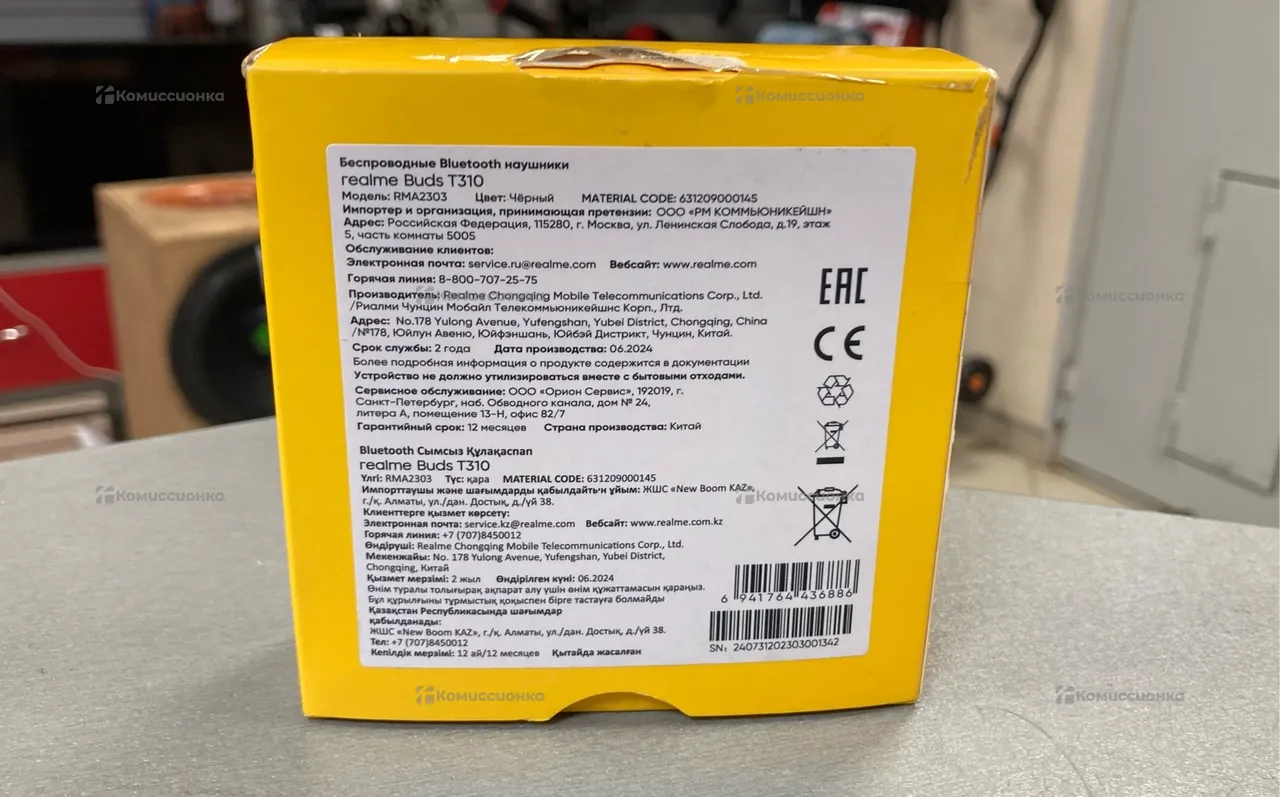 Беспроводные Bluetooth наушники
realme Buds T310
Модель: RMA2303 Цвет: Чёрный MATERIAL CODE: 631209000145
Импортер и организация, принимающая претензии: ООО «РМ КОММЬЮНИКЕЙШН»
Адрес: Российская Федерация, 115280, г. Москва, ул. Ленинская Слобода, д.19, этаж
5, часть комнаты 5005
Обслуживание клиентов:
Электронная почта: service.ru@realme.com Вебсайт: www.realme.com
Горячая линия: 8-800-707-25-75
Производитель: Realme Chongqing Mobile Telecommunications Corp., Ltd.
/Риалми Чунцин Мобайл Телекоммьюникейшнс Корп., Лтд.
Адрес: No.178 Yulong Avenue, Yufengshan, Yubei District, Chongqing, China
/№178, Юйлун Авеню, Юйфэншань, Юйбэй Дистрикт, Чунцин, Китай.
Срок службы: 2 года Дата производства: 06.2024
Более подробная информация о продукте содержится в документации
Устройство не должно утилизироваться вместе с бытовыми отходами.
Сервисное обслуживание: ООО «Орион Сервис», 192019, г.
Санкт-Петербург, наб. Обводного канала, дом № 24,
литера А, помещение 13-Н, офис 82/7
Гарантийный срок: 12 месяцев Страна производства: Китай
EAC
CE
Bluetooth Сымсыз Құлақаспап
realme Buds T310
Үлгі: RMA2303 Түс: қара MATERIAL CODE: 631209000145
Импорттаушы және шағымдарды қабылдайтын ұйым: ЖШС «New Boom KAZ»,
г./қ. Алматы, ул./дан. Достық, д./үй 38.
Клиенттерге қызмет көрсету:
Электронная почта: service.kz@realme.com Вебсайт: www.realme.com.kz
Горячая линия: +7 (707)8450012
Өндіруші: Realme Chongqing Mobile Telecommunications Corp., Ltd.
Мекенжайы: No. 178 Yulong Avenue, Yufengshan, Yubei District,
Chongqing, Китай
Қызмет мерзімі: 2 жыл Өндірілген күні: 06.2024
Өнім туралы толығырақ ақпарат алу үшін өнім құжаттамасын қараңыз.
Бұл құрылғыны тұрмыстық қоқыспен бірге тастауға болмайды
Қазақстан Республикасында шағымдар
қабылданады:
ЖШС «New Boom KAZ», г./қ. Алматы, ул./дан. Достық, д./үй 38.
Тел: +7 (707)8450012
Кепілдік мерзімі: 12 ай/12 месяцев Қытайда жасалған
6 941764 436886
SN: 240731202303001342
Комиссионка
Комиссионка
Комиссионка
Комиссионка
Комиссионка
Комиссионка
Комиссионка
Комиссионка